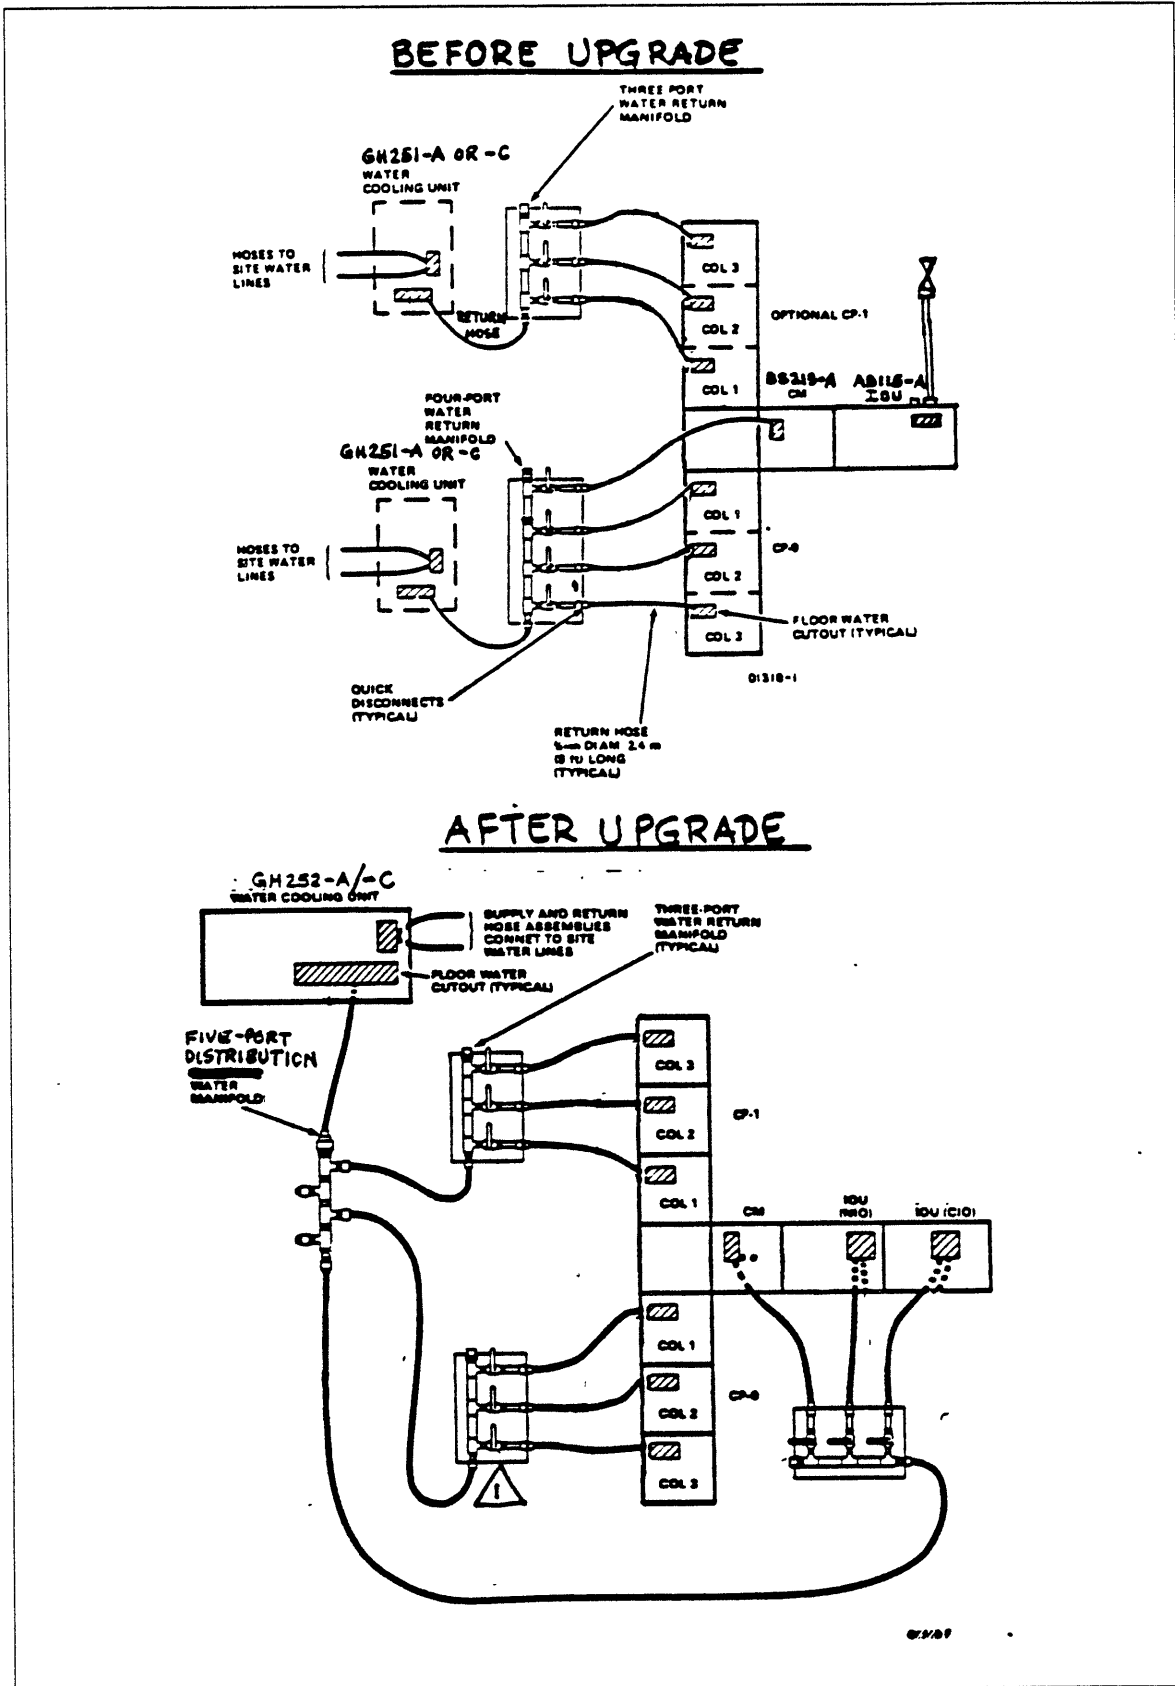 BEFORE UPGRADE
THREE PORT
WATER RETURN
MANIFOLD
GH251-A OR -C
WATER
COOLING UNIT
HOSES TO
SITE WATER
LINES
RETURN
HOSE
COL 3
COL 2
COL 1
OPTIONAL CP-1
BS219-A
CM
AB115-A
IOU
FOUR-PORT
WATER
RETURN
MANIFOLD
GH251-A OR -C
WATER
COOLING UNIT
HOSES TO
SITE WATER
LINES
COL 1
COL 2
CP-0
COL 3
FLOOR WATER
CUTOUT (TYPICAL)
01318-1
QUICK
DISCONNECTS
(TYPICAL)
RETURN HOSE
DIAM 2.4 m
LONG
(TYPICAL)
AFTER UPGRADE
GH252-A/-C
WATER COOLING UNIT
SUPPLY AND RETURN
HOSE ASSEMBLIES
CONNET TO SITE
WATER LINES
FLOOR WATER
CUTOUT (TYPICAL)
THREE-PORT
WATER RETURN
MANIFOLD
(TYPICAL)
FIVE-PORT
DISTRIBUTION
WATER
MANIFOLD
COL 3
COL 2
COL 1
CP-1
CM
IOU
IOU (CIO)
COL 1
COL 2
COL 3
CP-0
1